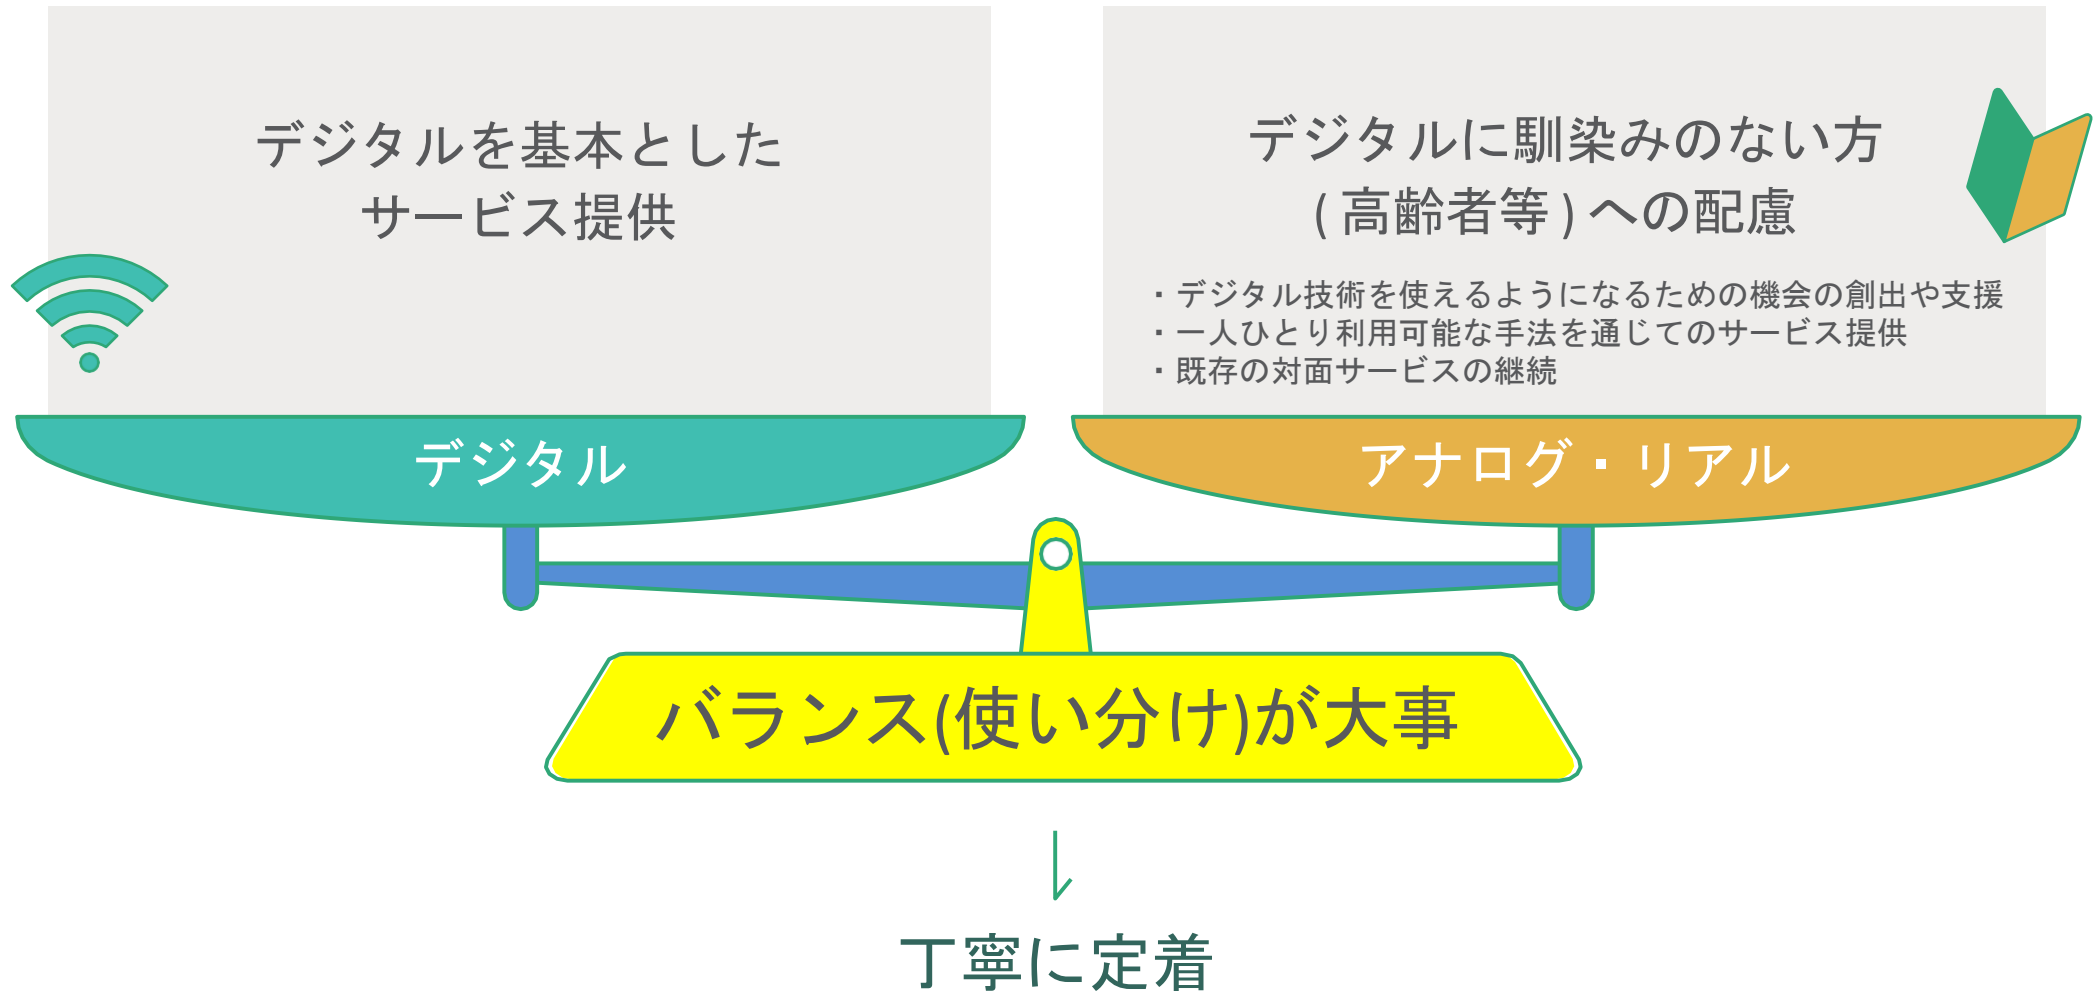 デジタルを基本とした
サービス提供
デジタル
デジタルに馴染みのない方
(高齢者等)への配慮
・デジタル技術を使えるようになるための機会の創出や支援
・一人ひとり利用可能な手法を通じてのサービス提供
・既存の対面サービスの継続
アナログ・リアル
バランス(使い分け)が大事
丁寧に定着